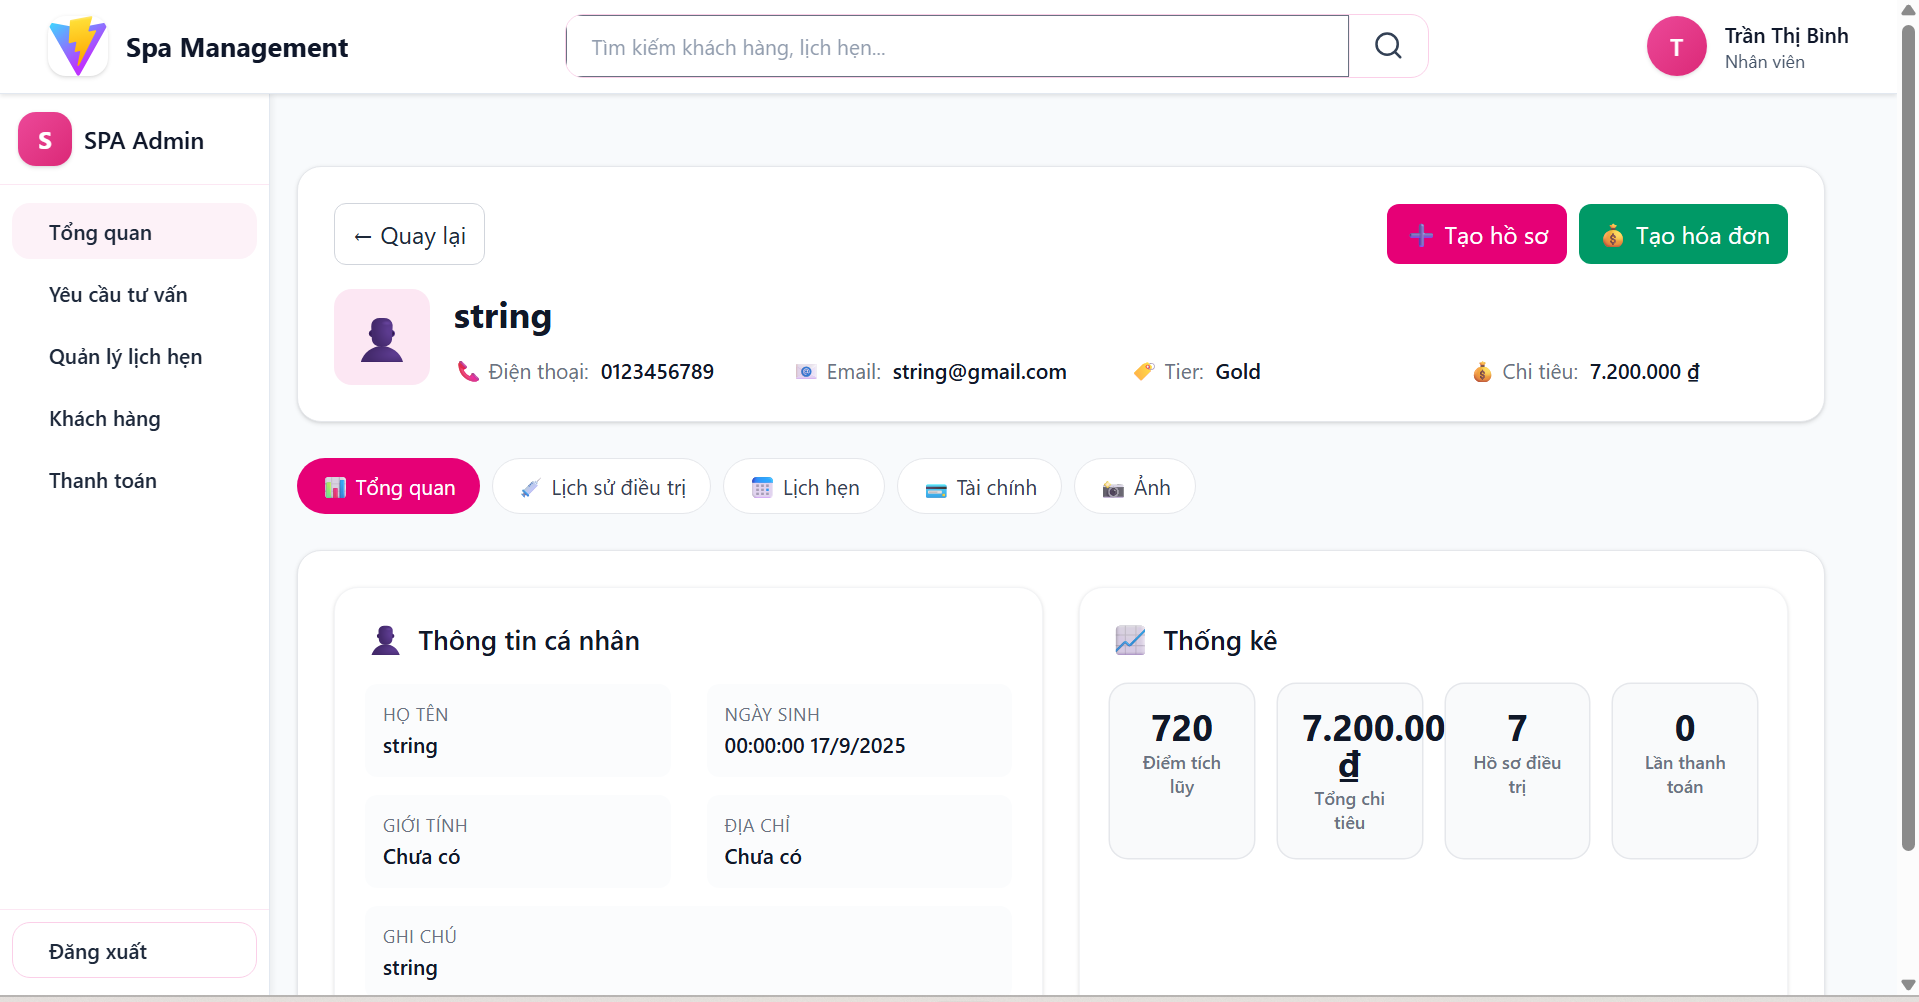 Spa Management
Tìm kiếm khách hàng, lịch hẹn...
T
Trần Thị Bình
Nhân viên
S
SPA Admin
Tổng quan
Yêu cầu tư vấn
Quản lý lịch hẹn
Khách hàng
Thanh toán
Đăng xuất
← Quay lại
Tạo hồ sơ
Tạo hóa đơn
string
Điện thoại: 0123456789
Email: string@gmail.com
Tier: Gold
Chi tiêu: 7.200.000 ₫
Tổng quan
Lịch sử điều trị
Lịch hẹn
Tài chính
Ảnh
Thông tin cá nhân
HỌ TÊN
string
NGÀY SINH
00:00:00 17/9/2025
GIỚI TÍNH
Chưa có
ĐỊA CHỈ
Chưa có
GHI CHÚ
string
Thống kê
720
Điểm tích
lũy
7.200.00
₫
Tổng chi
tiêu
7
Hồ sơ điều
trị
0
Lần thanh
toán